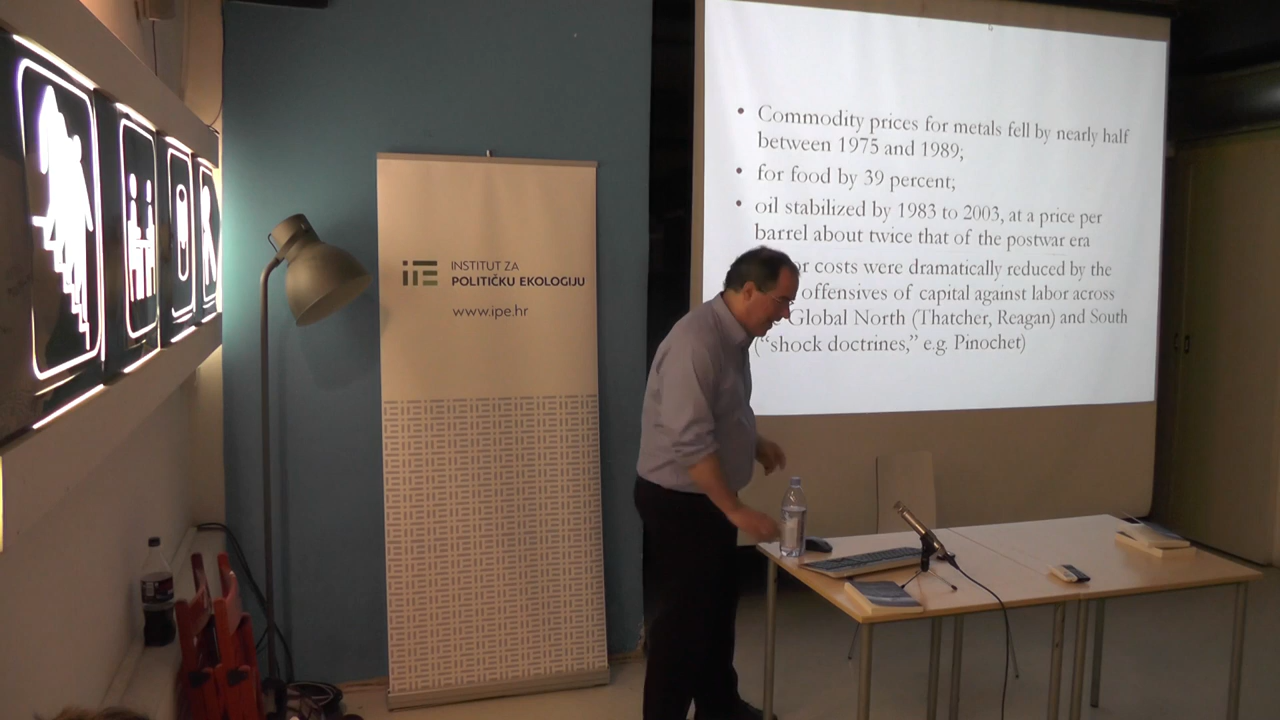 INSTITUT ZA
POLITIČKU EKOLOGIJU
www.ipe.hr
• Commodity prices for metals fell by nearly half
between 1975 and 1989;
• for food by 39 percent;
• oil stabilized by 1983 to 2003, at a price per
barrel about twice that of the postwar era
costs were dramatically reduced by the
offensives of capital against labor across
Global North (Thatcher, Reagan) and South
(“shock doctrines,” e.g. Pinochet)